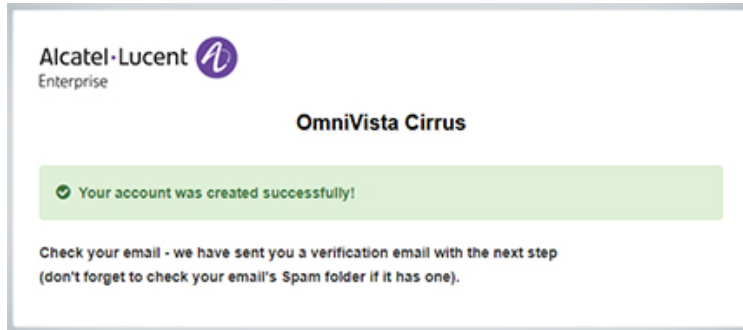 Alcatel·Lucent
Enterprise
OmniVista Cirrus
Your account was created successfully!
Check your email - we have sent you a verification email with the next step
(don't forget to check your email's Spam folder if it has one).